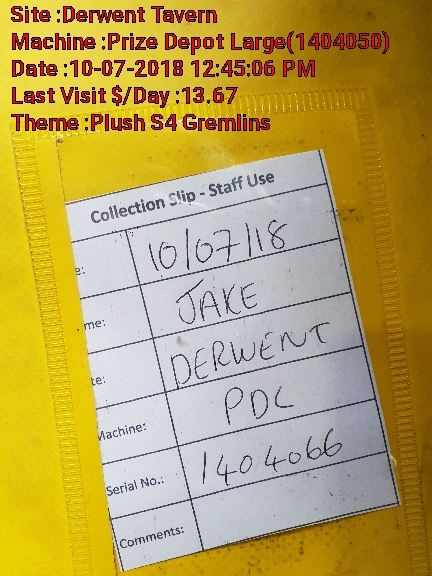 Site :Derwent Tavern
Machine :Prize Depot Large(1404050)
Date :10-07-2018 12:45:06 PM
Last Visit $/Day :13.67
Theme :Plush S4 Gremlins
Collection Slip - Staff Use
e: 10/07/18
me: JAKE
te: DERWENT
Machine: PDL
Serial No.: 1404066
Comments: